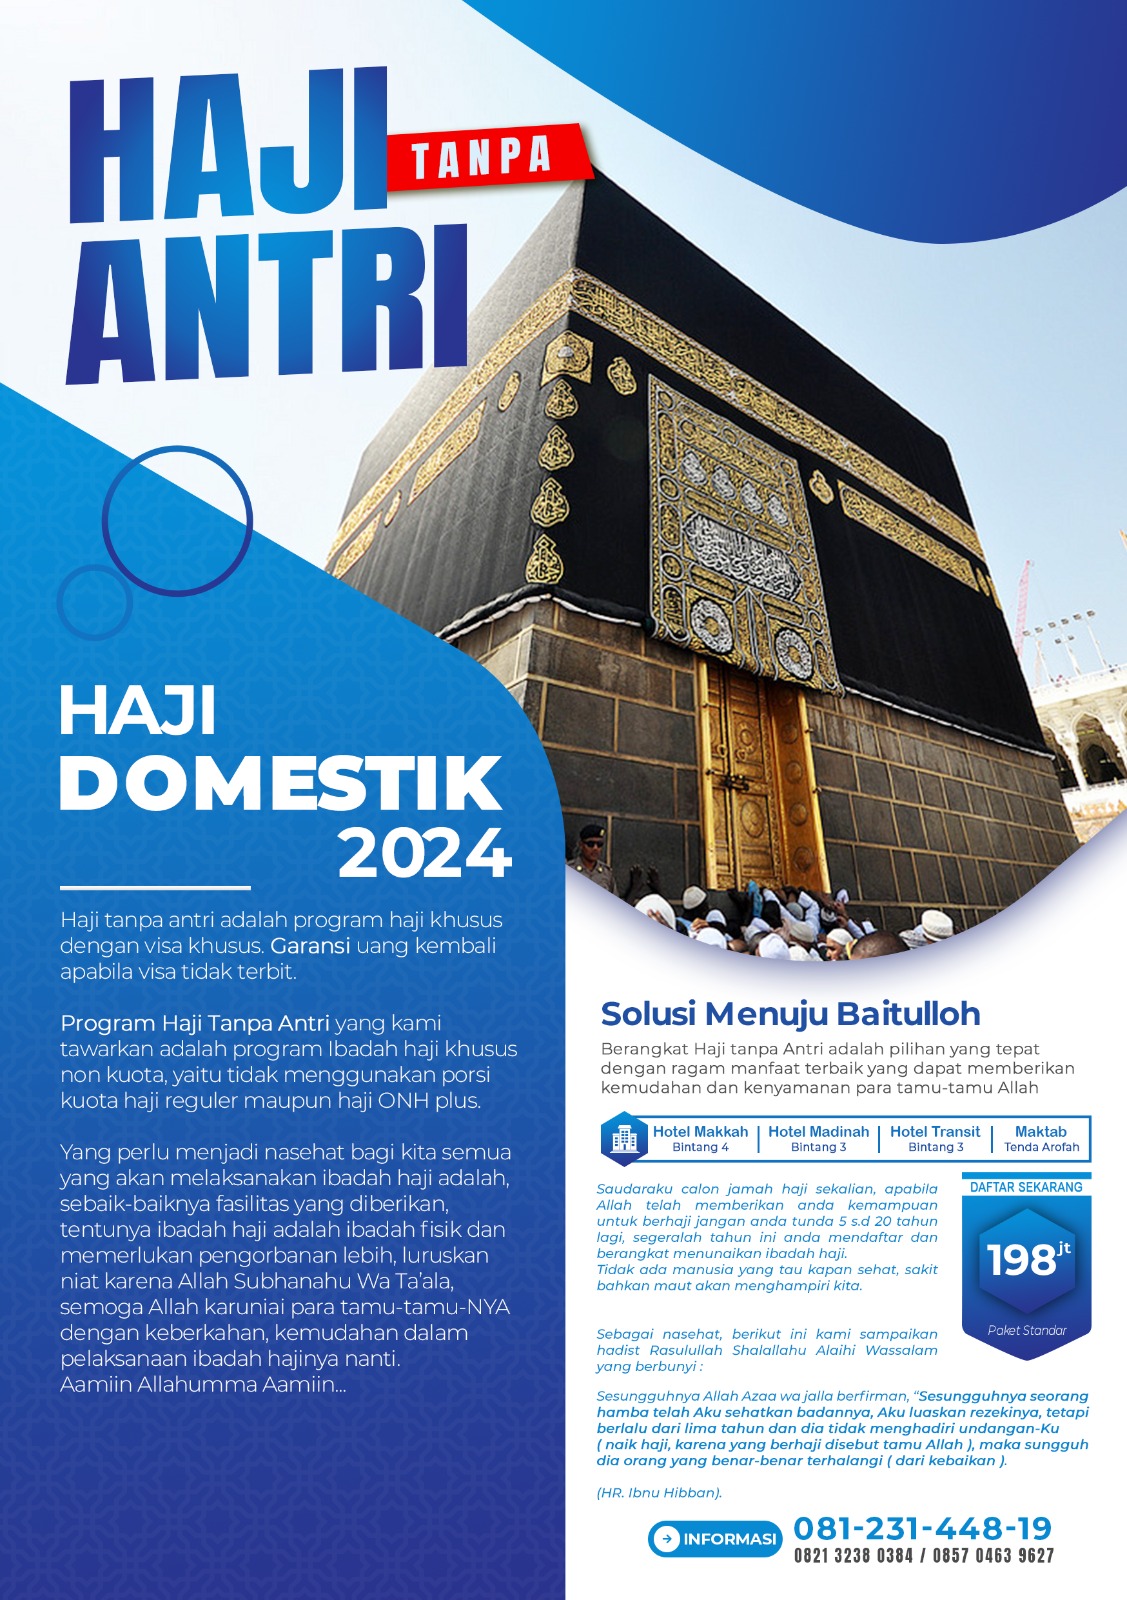 HAJI
TANPA
ANTRI
HAJI
DOMESTIK
2024
Haji tanpa antri adalah program haji khusus
dengan visa khusus. Garansi uang kembali
apabila visa tidak terbit.
Program Haji Tanpa Antri yang kami
tawarkan adalah program Ibadah haji khusus
non kuota, yaitu tidak menggunakan porsi
kuota haji reguler maupun haji ONH plus.
Yang perlu menjadi nasehat bagi kita semua
yang akan melaksanakan ibadah haji adalah,
sebaik-baiknya fasilitas yang diberikan,
tentunya ibadah haji adalah ibadah fisik dan
memerlukan pengorbanan lebih, luruskan
niat karena Allah Subhanahu Wa Ta’ala,
semoga Allah karuniai para tamu-tamu-NYA
dengan keberkahan, kemudahan dalam
pelaksanaan ibadah hajinya nanti.
Aamiin Allahumma Aamiin...
Solusi Menuju Baitulloh
Berangkat Haji tanpa Antri adalah pilihan yang tepat
dengan ragam manfaat terbaik yang dapat memberikan
kemudahan dan kenyamanan para tamu-tamu Allah
Hotel Makkah
Bintang 4
Hotel Madinah
Bintang 3
Hotel Transit
Bintang 3
Maktab
Tenda Arofah
Saudaraku calon jamah haji sekalian, apabila
Allah telah memberikan anda kemampuan
untuk berhaji jangan anda tunda 5 s.d 20 tahun
lagi, segeralah tahun ini anda mendaftar dan
berangkat menunaikan ibadah haji.
Tidak ada manusia yang tau kapan sehat, sakit
bahkan maut akan menghampiri kita.
DAFTAR SEKARANG
198jt
Paket Standar
Sebagai nasehat, berikut ini kami sampaikan
hadist Rasulullah Shalallahu Alaihi Wassalam
yang berbunyi :
Sesungguhnya Allah Azaa wa jalla berfirman, “Sesungguhnya seorang
hamba telah Aku sehatkan badannya, Aku luaskan rezekinya, tetapi
berlalu dari lima tahun dan dia tidak menghadiri undangan-Ku
( naik haji, karena yang berhaji disebut tamu Allah ), maka sungguh
dia orang yang benar-benar terhalangi ( dari kebaikan ).
(HR. Ibnu Hibban).
INFORMASI
081-231-448-19
0821 3238 0384 / 0857 0463 9627